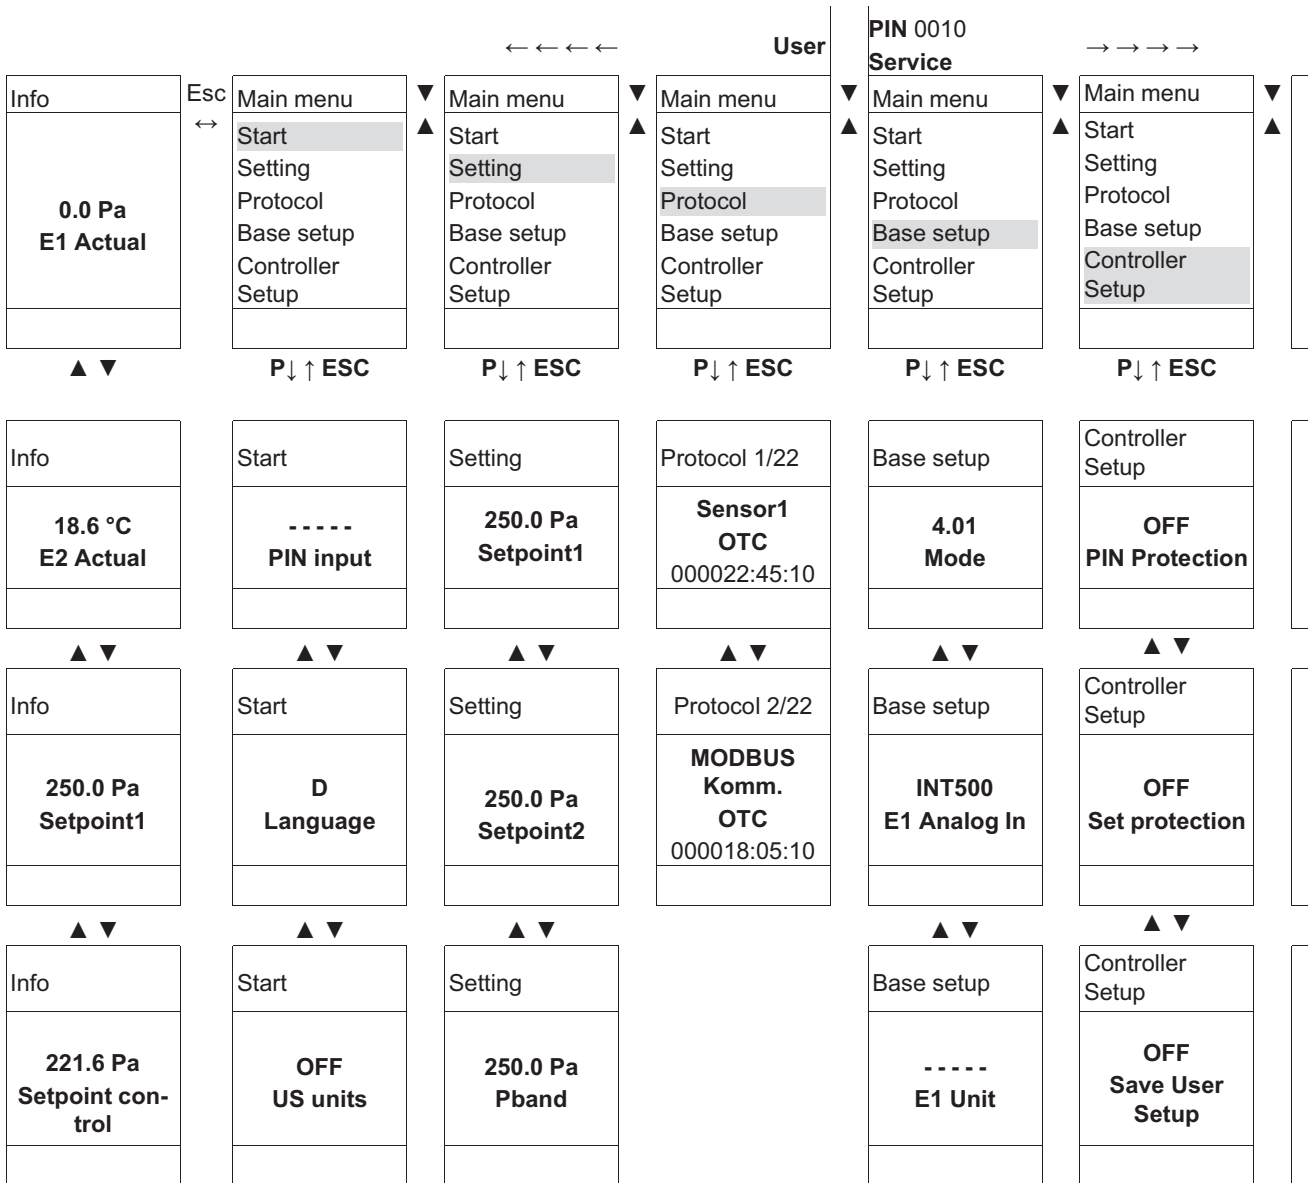 ← ← ← ← User
PIN 0010
Service → → → →
Info
0.0 Pa
E1 Actual
Esc
↔
Main menu
Start
Setting
Protocol
Base setup
Controller
Setup
▼
▲
Main menu
Start
Setting
Protocol
Base setup
Controller
Setup
▼
▲
Main menu
Start
Setting
Protocol
Base setup
Controller
Setup
▼
▲
Main menu
Start
Setting
Protocol
Base setup
Controller
Setup
▼
▲
Main menu
Start
Setting
Protocol
Base setup
Controller
Setup
▼
▲
▲ ▼ P↓ ↑ ESC P↓ ↑ ESC P↓ ↑ ESC P↓ ↑ ESC P↓ ↑ ESC
Info
18.6 °C
E2 Actual
Start
- - - - -
PIN input
Setting
250.0 Pa
Setpoint1
Protocol 1/22
Sensor1
OTC
000022:45:10
Base setup
4.01
Mode
Controller
Setup
OFF
PIN Protection
▲ ▼ ▲ ▼ ▲ ▼ ▲ ▼ ▲ ▼ ▲ ▼
Info
250.0 Pa
Setpoint1
Start
D
Language
Setting
250.0 Pa
Setpoint2
Protocol 2/22
MODBUS
Komm.
OTC
000018:05:10
Base setup
INT500
E1 Analog In
Controller
Setup
OFF
Set protection
▲ ▼ ▲ ▼ ▲ ▼ ▲ ▼ ▲ ▼
Info
221.6 Pa
Setpoint con-
trol
Start
OFF
US units
Setting
250.0 Pa
Pband
Base setup
- - - - -
E1 Unit
Controller
Setup
OFF
Save User
Setup